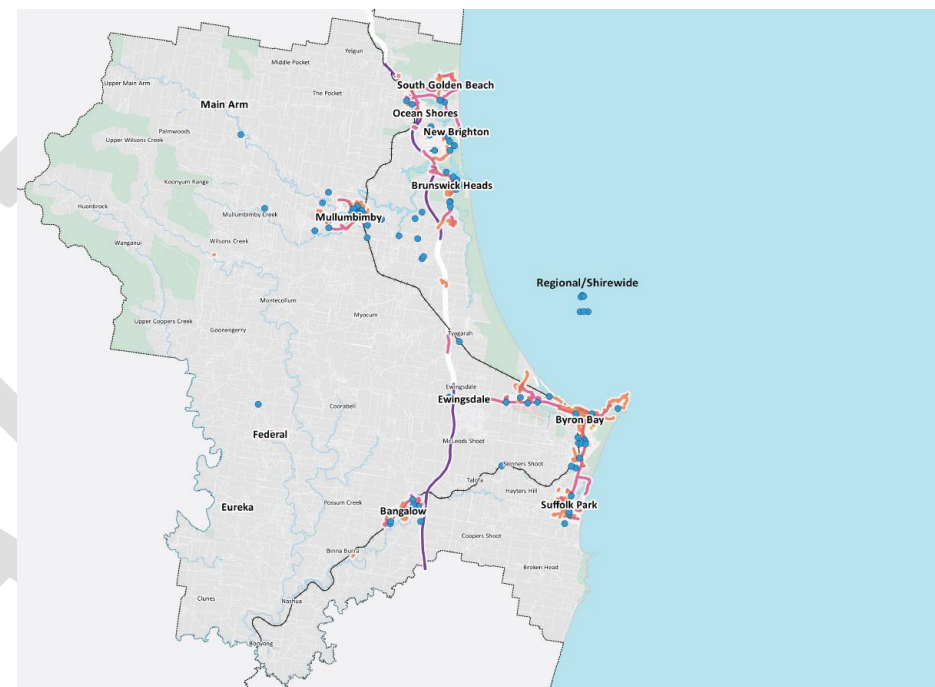 Yelgun
Middle Pocket
Upper Main Arm
South Golden Beach
The Pocket
Main Arm
Ocean Shores
New Brighton
Palmwoods
Upper Wilsons Creek
Koonyum Range
Brunswick Heads
Huonbrock
Mullumbimby Creek
Mullumbimby
Wilsons Creek
Wanganui
Regional/Shirewide
Montecollum
Myocum
Upper Coppers Creek
Goonengerry
Tyagarah
Ewingsdale
Ewingsdale
Coorabell
Byron Bay
Federal
McLeods Shoot
Skinners Shoot
Talofa
Hayters Hill
Possum Creek
Suffolk Park
Eureka
Bangalow
Coopers Shoot
Binna Burra
Broken Head
Clunes
Nashua
Booyong